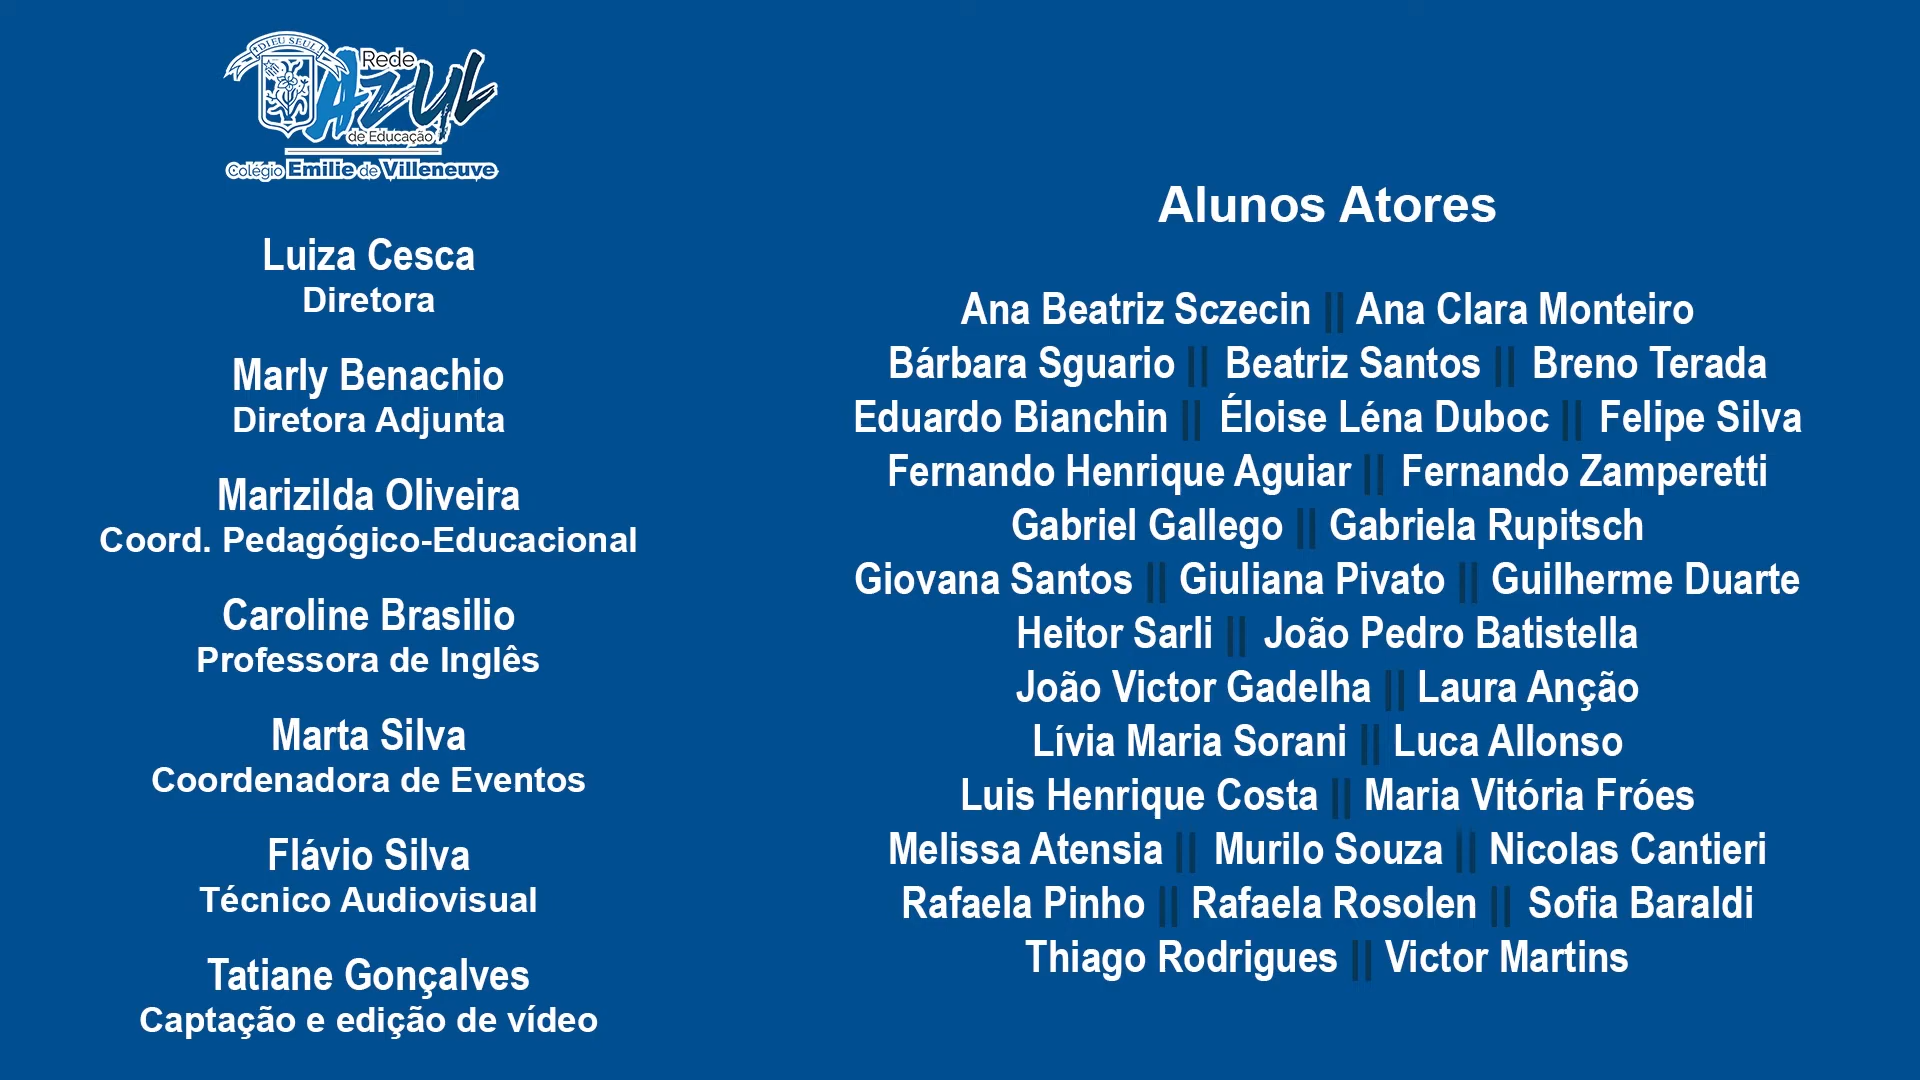 DIEU SEUL
Rede
AZUL
de Educação
Colégio Emilie de Villeneuve
Luiza Cesca
Diretora
Marly Benachio
Diretora Adjunta
Marizilda Oliveira
Coord. Pedagógico-Educacional
Caroline Brasilio
Professora de Inglês
Marta Silva
Coordenadora de Eventos
Flávio Silva
Técnico Audiovisual
Tatiane Gonçalves
Captação e edição de vídeo
Alunos Atores
Ana Beatriz Sczecin || Ana Clara Monteiro
Bárbara Sguario || Beatriz Santos || Breno Terada
Eduardo Bianchin || Éloise Léna Duboc || Felipe Silva
Fernando Henrique Aguiar || Fernando Zamperetti
Gabriel Gallego || Gabriela Rupitsch
Giovana Santos || Giuliana Pivato || Guilherme Duarte
Heitor Sarli || João Pedro Batistella
João Victor Gadelha || Laura Anção
Lívia Maria Sorani || Luca Allonso
Luis Henrique Costa || Maria Vitória Fróes
Melissa Atensia || Murilo Souza || Nicolas Cantieri
Rafaela Pinho || Rafaela Rosolen || Sofia Baraldi
Thiago Rodrigues || Victor Martins